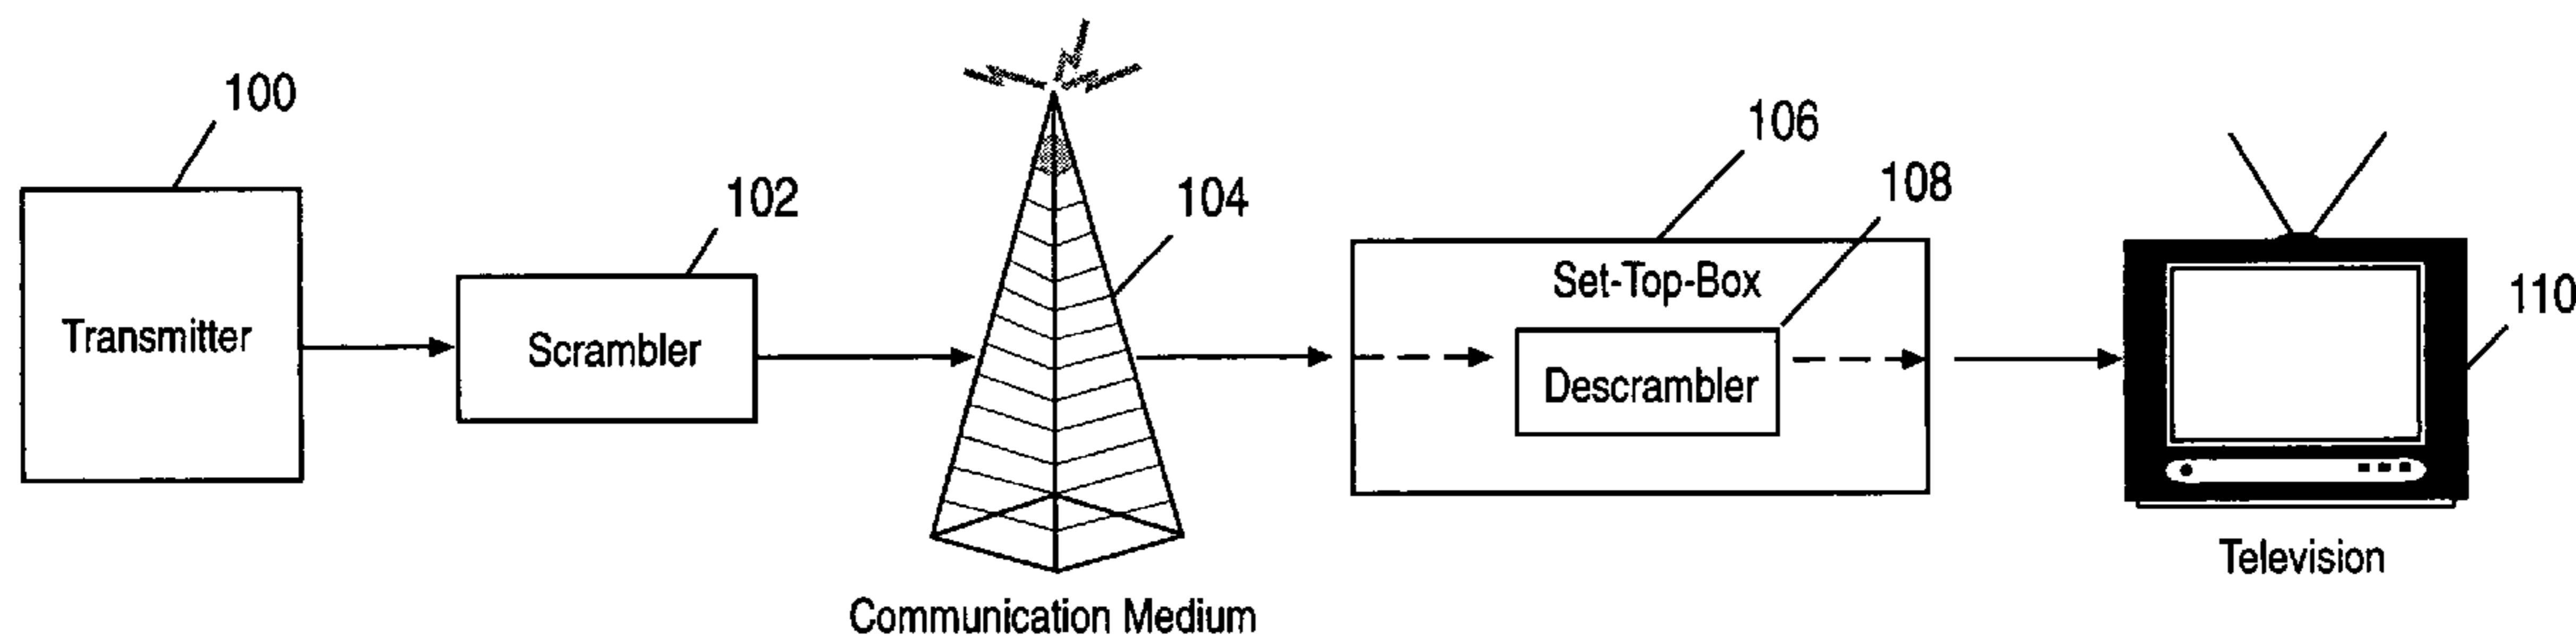 100
102
104
106
108
110
Transmitter
Scrambler
Set-Top-Box
Descrambler
Television
Communication Medium